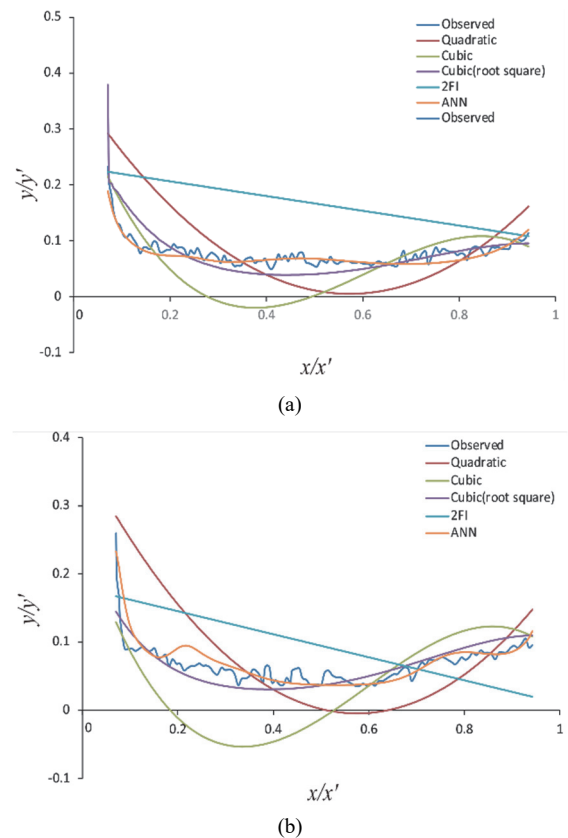 0.5
0.4
0.3
0.2
0.1
0
-0.1
y/y'
0
0.2
0.4
0.6
0.8
1
x/x'
Observed
Quadratic
Cubic
Cubic(root square)
2FI
ANN
Observed
(a)
0.4
0.3
0.2
0.1
0
-0.1
y/y'
0
0.2
0.4
0.6
0.8
1
x/x'
Observed
Quadratic
Cubic
Cubic(root square)
2FI
ANN
(b)